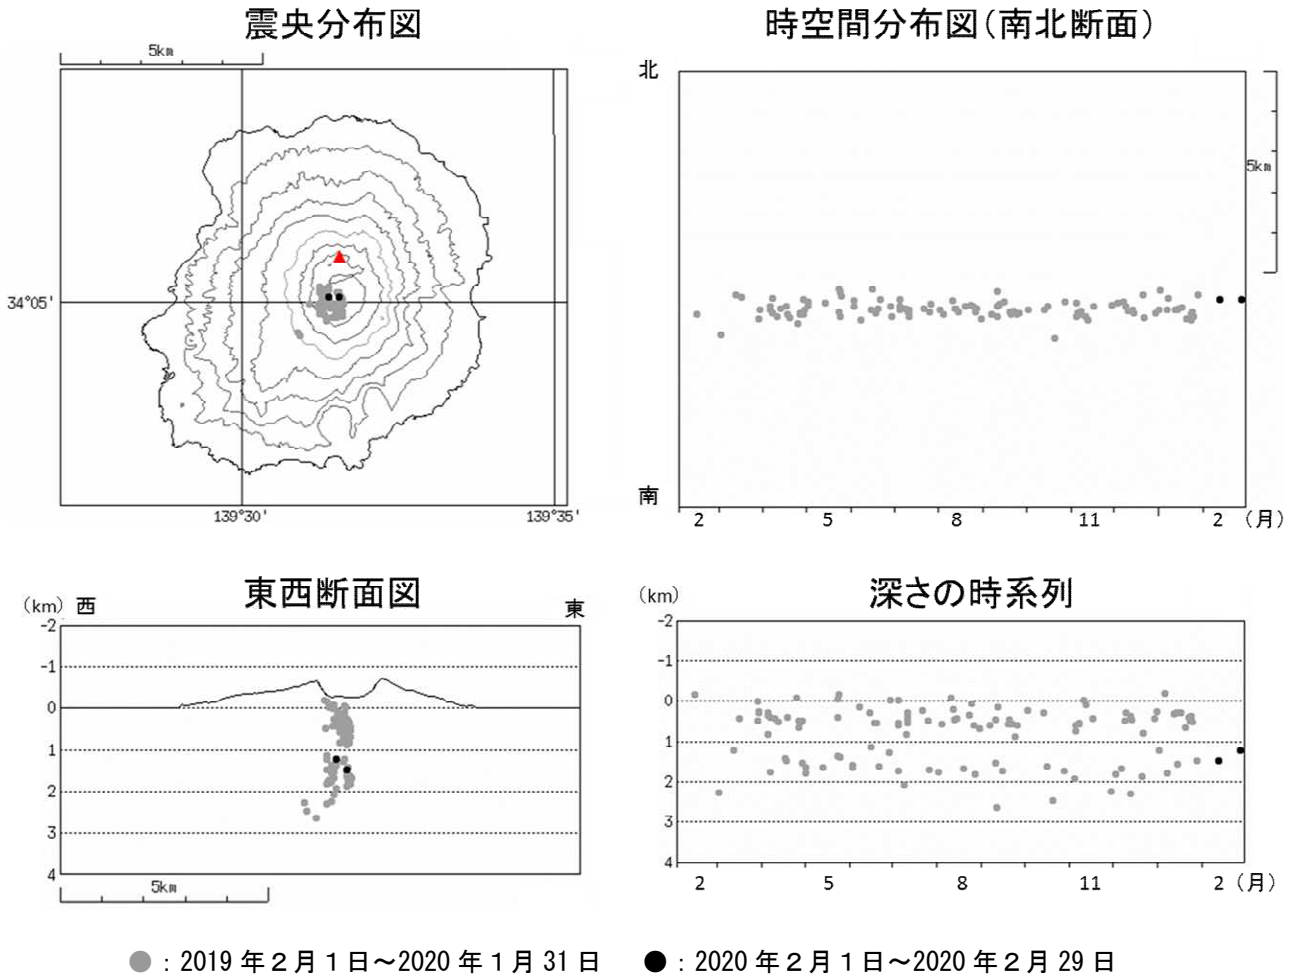 震央分布図
5km
34°05'
139°30'
139°35'
時空間分布図(南北断面)
北
5km
南
2 5 8 11 2 (月)
東西断面図
(km) 西 東
-2
-1
0
1
2
3
4
5km
深さの時系列
(km)
-2
-1
0
1
2
3
4
2 5 8 11 2 (月)
●:2019年2月1日~2020年1月31日 ●:2020年2月1日~2020年2月29日